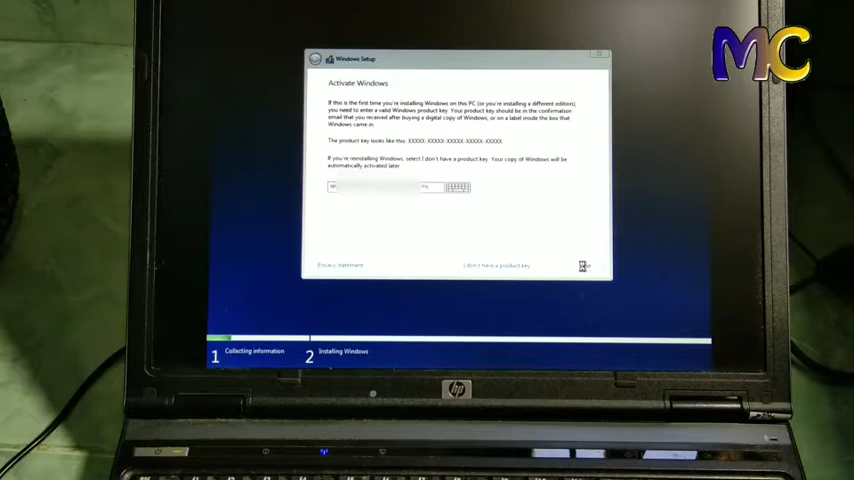 MC
Windows Setup
Activate Windows
If this is the first time you're installing Windows on this PC (or you're installing a different edition),
you need to enter a valid Windows product key. Your product key should be in the confirmation
email that you received after buying a digital copy of Windows, or on a label inside the box that
Windows came in.
The product key looks like this: XXXXX-XXXXX-XXXXX-XXXXX-XXXXX
If you're reinstalling Windows, select I don't have a product key. Your copy of Windows will be
automatically activated later.
Privacy statement
I don't have a product key
1 Collecting information
2 Installing Windows
hp